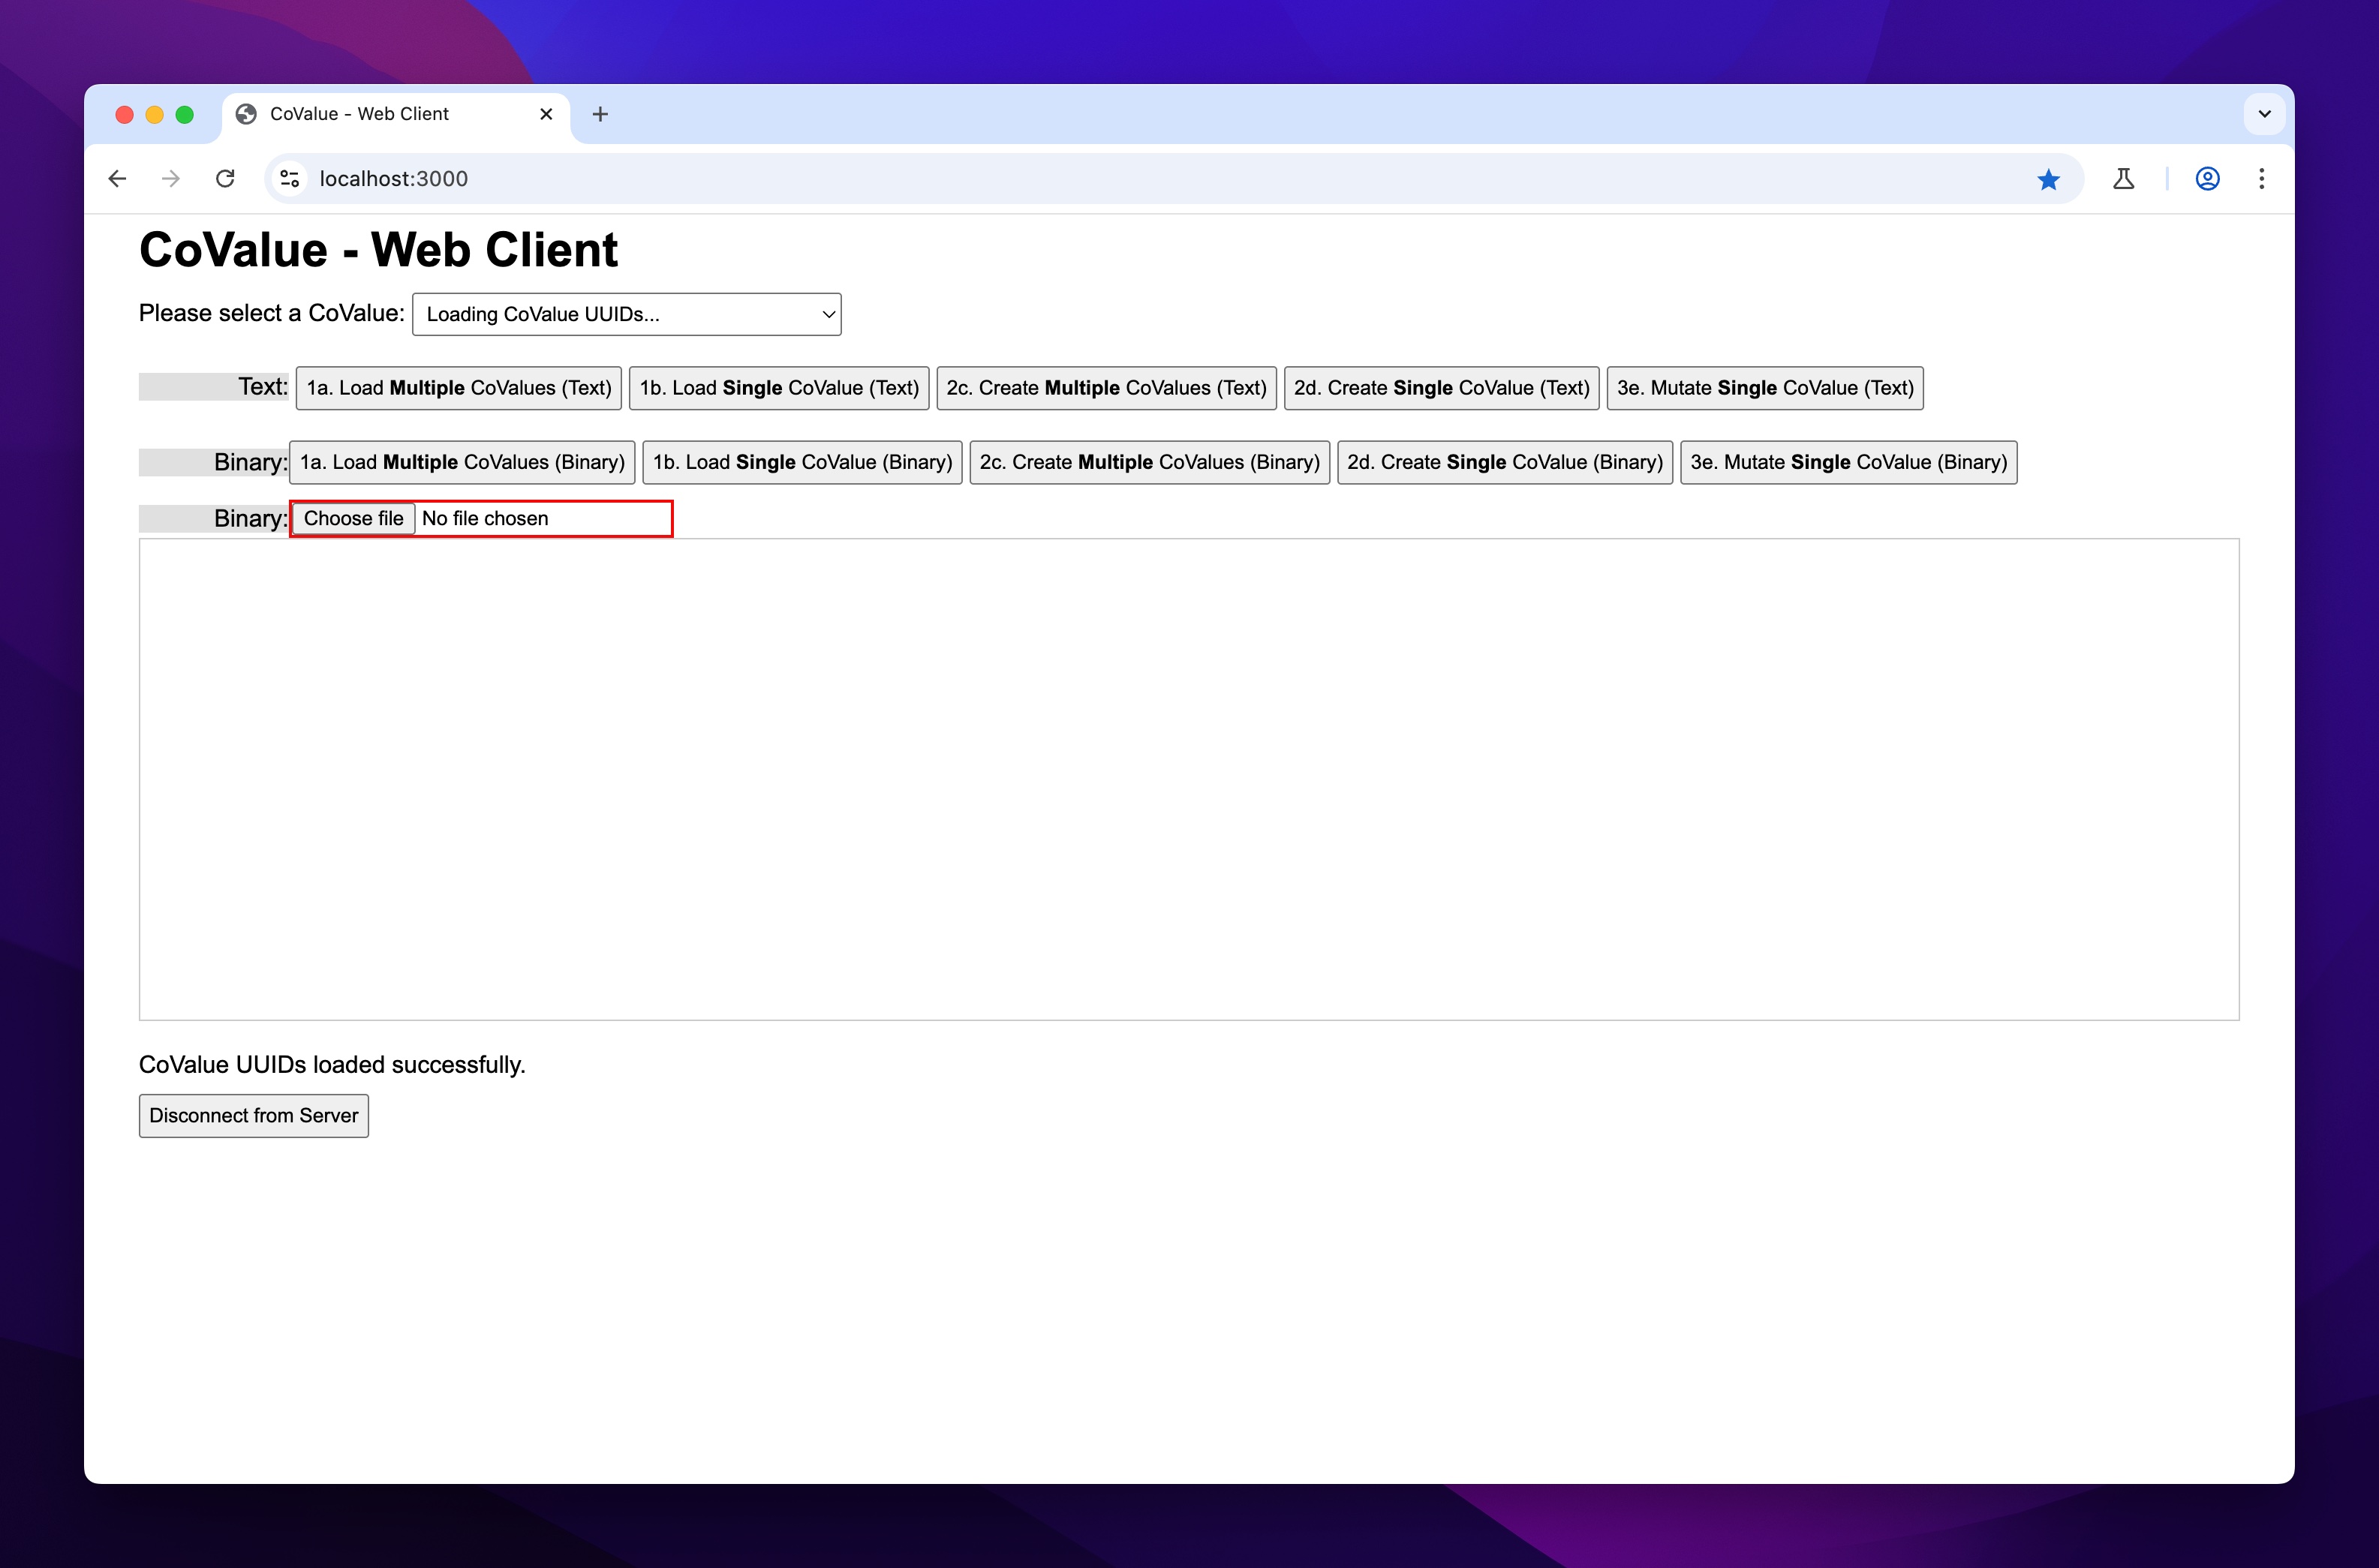 CoValue - Web Client
localhost:3000
CoValue - Web Client
Please select a CoValue: Loading CoValue UUIDs...
Text: 1a. Load Multiple CoValues (Text) 1b. Load Single CoValue (Text) 2c. Create Multiple CoValues (Text) 2d. Create Single CoValue (Text) 3e. Mutate Single CoValue (Text)
Binary: 1a. Load Multiple CoValues (Binary) 1b. Load Single CoValue (Binary) 2c. Create Multiple CoValues (Binary) 2d. Create Single CoValue (Binary) 3e. Mutate Single CoValue (Binary)
Binary: Choose file No file chosen
CoValue UUIDs loaded successfully.
Disconnect from Server